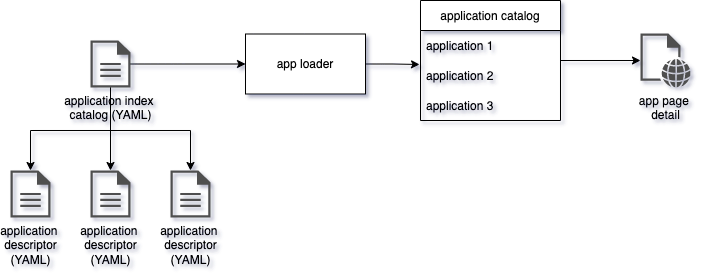 application catalog
application 1
application 2
application 3
app loader
application index
catalog (YAML)
app page
detail
application
descriptor
(YAML)
application
descriptor
(YAML)
application
descriptor
(YAML)